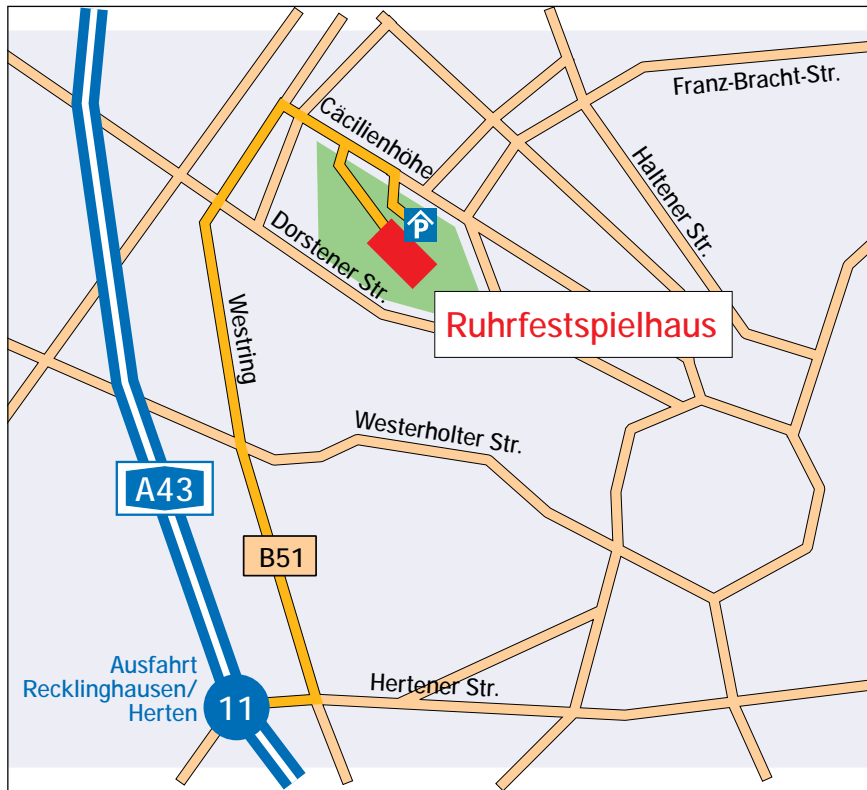 Franz-Bracht-Str.
Cäcilienhöhe
Haltener Str.
P
Dorstener Str.
Ruhrfestspielhaus
Westring
Westerholter Str.
A43
B51
Ausfahrt
Recklinghausen/
Herten
11
Hertener Str.